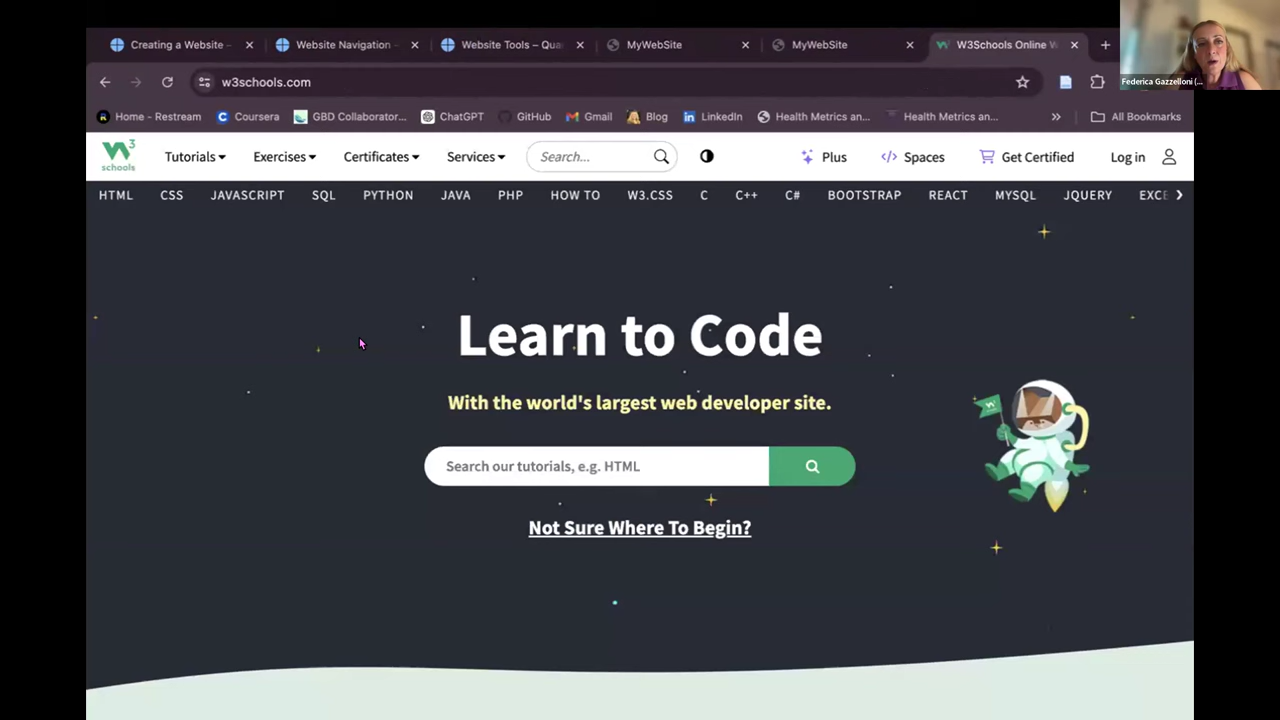 Creating a Website –
Website Navigation –
Website Tools – Qua
MyWebSite
MyWebSite
W3Schools Online W
Federica Gazzelloni (...
w3schools.com
Home - Restream
Coursera
GBD Collaborator...
ChatGPT
GitHub
Gmail
Blog
LinkedIn
Health Metrics an...
Health Metrics an...
»
All Bookmarks
W3 schools
Tutorials
Exercises
Certificates
Services
Search...
Plus
Spaces
Get Certified
Log in
HTML
CSS
JAVASCRIPT
SQL
PYTHON
JAVA
PHP
HOW TO
W3.CSS
C
C++
C#
BOOTSTRAP
REACT
MYSQL
JQUERY
EXCE
Learn to Code
With the world's largest web developer site.
Search our tutorials, e.g. HTML
Not Sure Where To Begin?